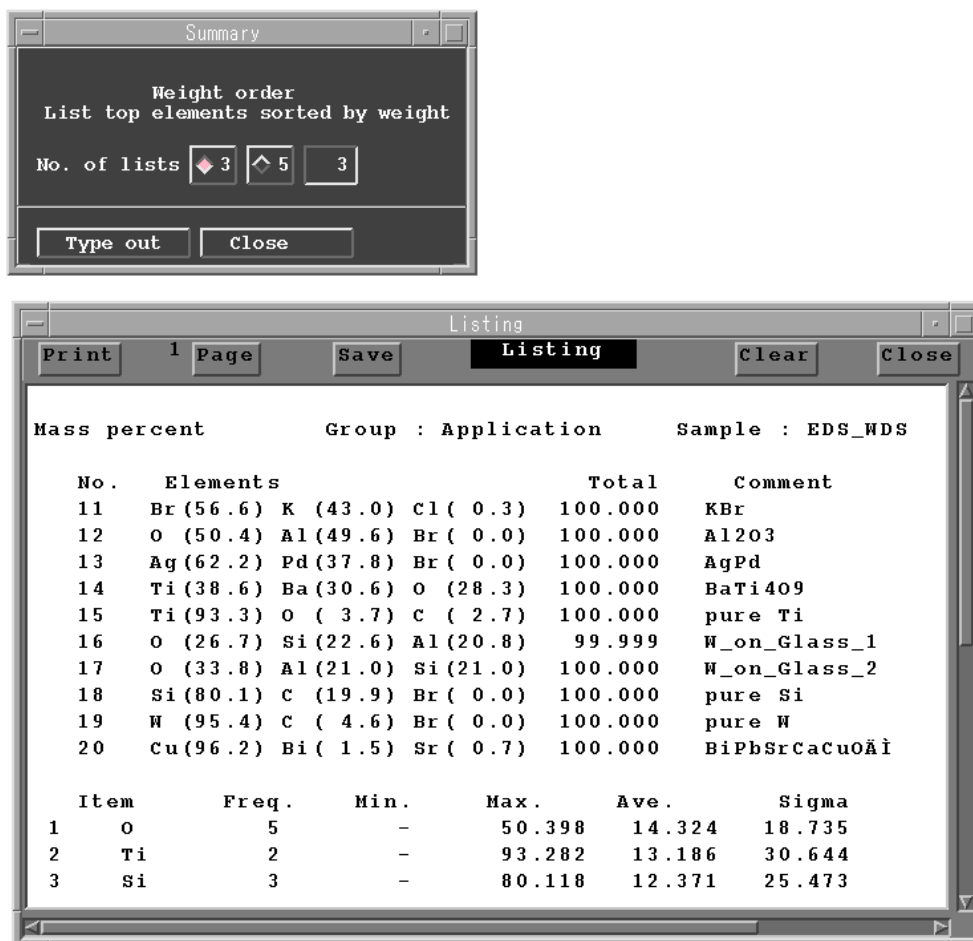 Summary
Weight order
List top elements sorted by weight
No. of lists 3 5 3
Type out Close
Listing
Print 1 Page Save Listing Clear Close
Mass percent Group : Application Sample : EDS_WDS
No. Elements Total Comment
11 Br(56.6) K (43.0) Cl( 0.3) 100.000 KBr
12 O (50.4) Al(49.6) Br( 0.0) 100.000 Al2O3
13 Ag(62.2) Pd(37.8) Br( 0.0) 100.000 AgPd
14 Ti(38.6) Ba(30.6) O (28.3) 100.000 BaTi4O9
15 Ti(93.3) O ( 3.7) C ( 2.7) 100.000 pure Ti
16 O (26.7) Si(22.6) Al(20.8) 99.999 W_on_Glass_1
17 O (33.8) Al(21.0) Si(21.0) 100.000 W_on_Glass_2
18 Si(80.1) C (19.9) Br( 0.0) 100.000 pure Si
19 W (95.4) C ( 4.6) Br( 0.0) 100.000 pure W
20 Cu(96.2) Bi( 1.5) Sr( 0.7) 100.000 BiPbSrCaCuOÄÌ
Item Freq. Min. Max. Ave. Sigma
1 O 5 – 50.398 14.324 18.735
2 Ti 2 – 93.282 13.186 30.644
3 Si 3 – 80.118 12.371 25.473